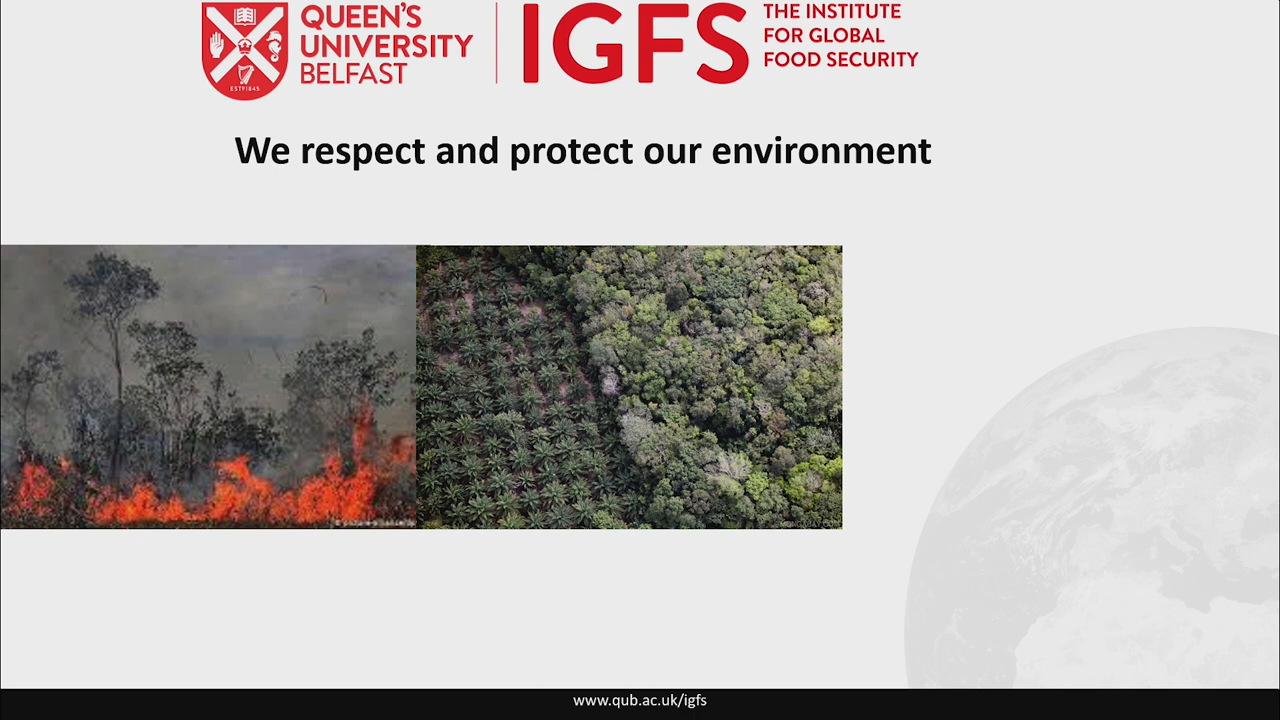 QUEEN'S
UNIVERSITY
BELFAST
ESTD1845
IGFS
THE INSTITUTE
FOR GLOBAL
FOOD SECURITY
We respect and protect our environment
www.qub.ac.uk/igfs